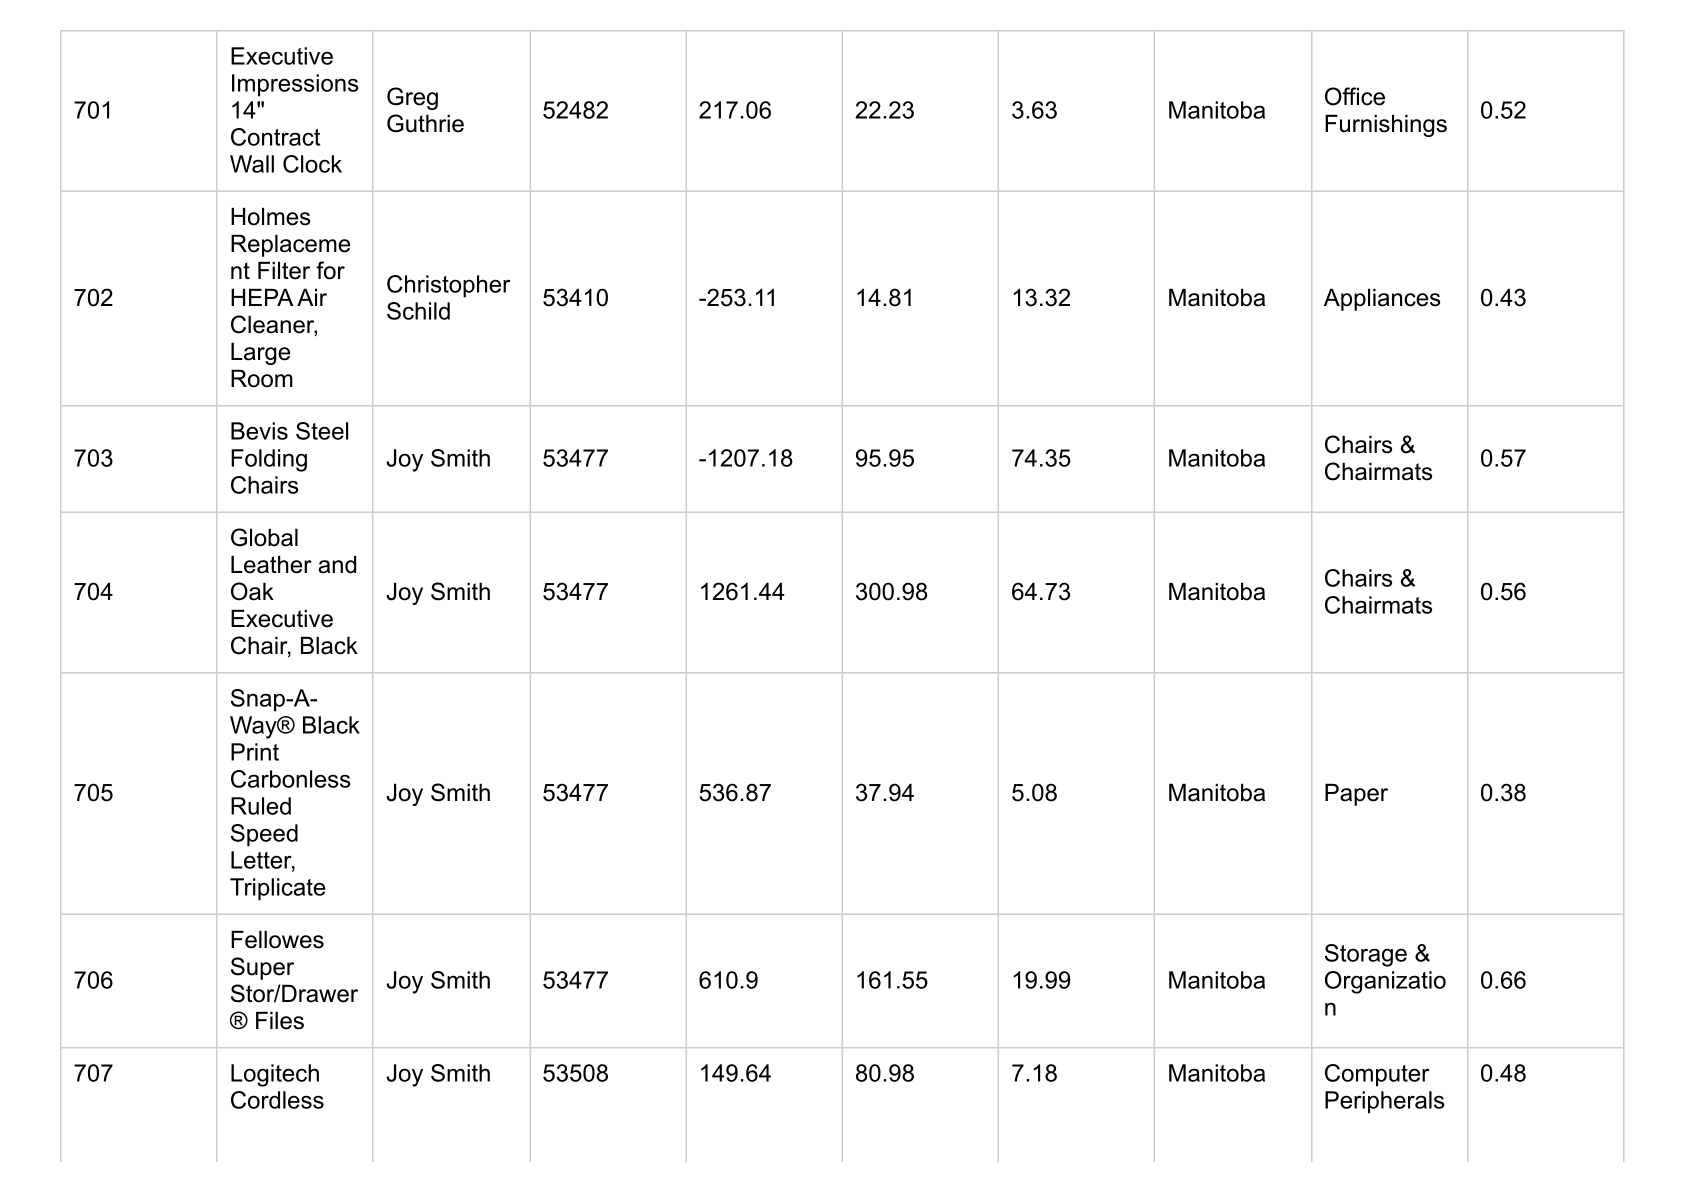 701
Executive
Impressions
14"
Contract
Wall Clock
Greg
Guthrie
52482
217.06
22.23
3.63
Manitoba
Office
Furnishings
0.52
702
Holmes
Replaceme
nt Filter for
HEPA Air
Cleaner,
Large
Room
Christopher
Schild
53410
-253.11
14.81
13.32
Manitoba
Appliances
0.43
703
Bevis Steel
Folding
Chairs
Joy Smith
53477
-1207.18
95.95
74.35
Manitoba
Chairs &
Chairmats
0.57
704
Global
Leather and
Oak
Executive
Chair, Black
Joy Smith
53477
1261.44
300.98
64.73
Manitoba
Chairs &
Chairmats
0.56
705
Snap-A-
Way® Black
Print
Carbonless
Ruled
Speed
Letter,
Triplicate
Joy Smith
53477
536.87
37.94
5.08
Manitoba
Paper
0.38
706
Fellowes
Super
Stor/Drawer
® Files
Joy Smith
53477
610.9
161.55
19.99
Manitoba
Storage &
Organizatio
n
0.66
707
Logitech
Cordless
Joy Smith
53508
149.64
80.98
7.18
Manitoba
Computer
Peripherals
0.48